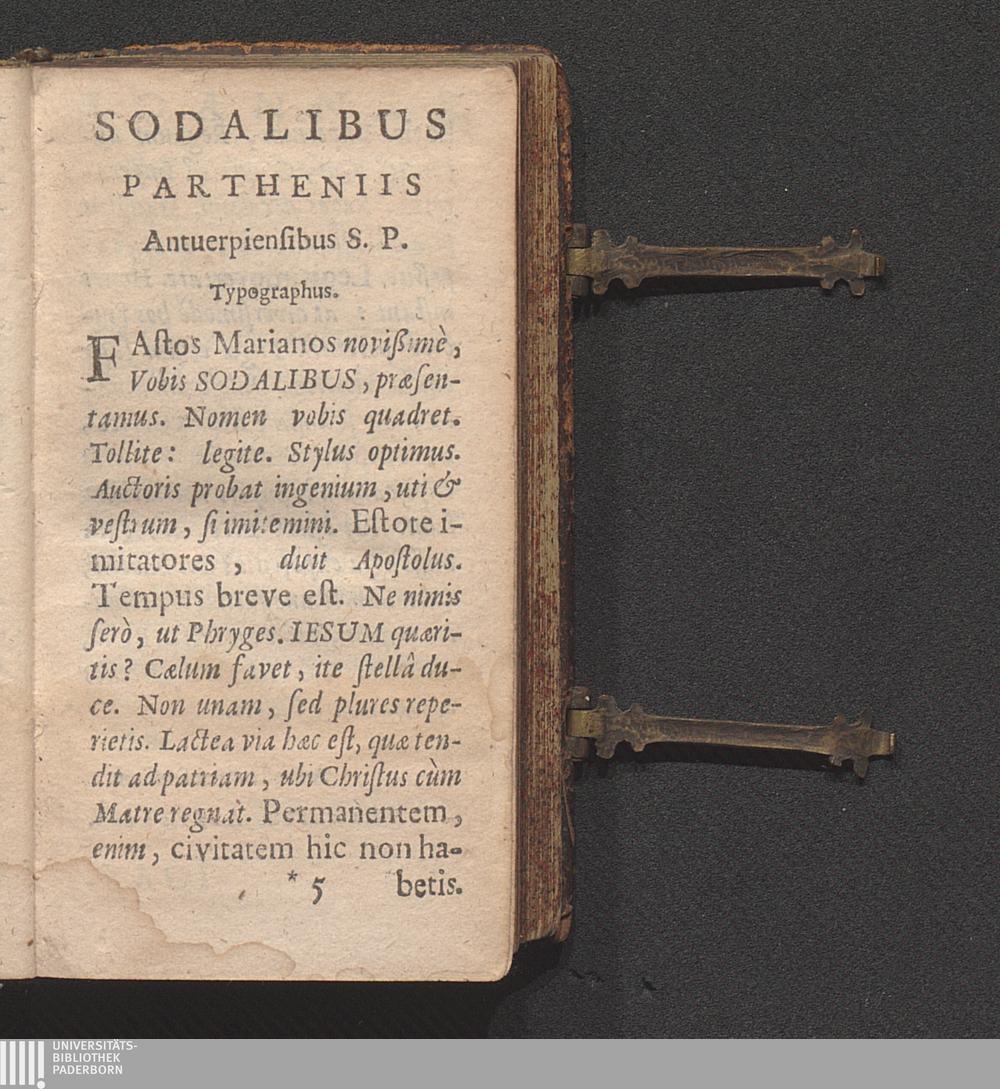 SODALIBUS
PARTHENIIS
Antuerpienſibus S. P.
Typographus.
FAſtos Marianos noviſſimè,
Vobis SODALIBUS, præſen-
tamus. Nomen vobis quadret.
Tollite: legite. Stylus optimus.
Auctoris probat ingenium, uti &
veſtrum, ſi imitemini. Eſtote i-
mitatores, dicit Apoſtolus.
Tempus breve eſt. Ne nimis
ſerò, ut Phryges. IESUM quæri-
tis? Cælum favet, ite ſtellâ du-
ce. Non unam, ſed plures repe-
rietis. Lactea via hæc eſt, quæ ten-
dit ad patriam, ubi Chriſtus cùm
Matre regnat. Permanentem,
enim, civitatem hic non ha-
* 5 betis.
UNIVERSITÄTS-
BIBLIOTHEK
PADERBORN